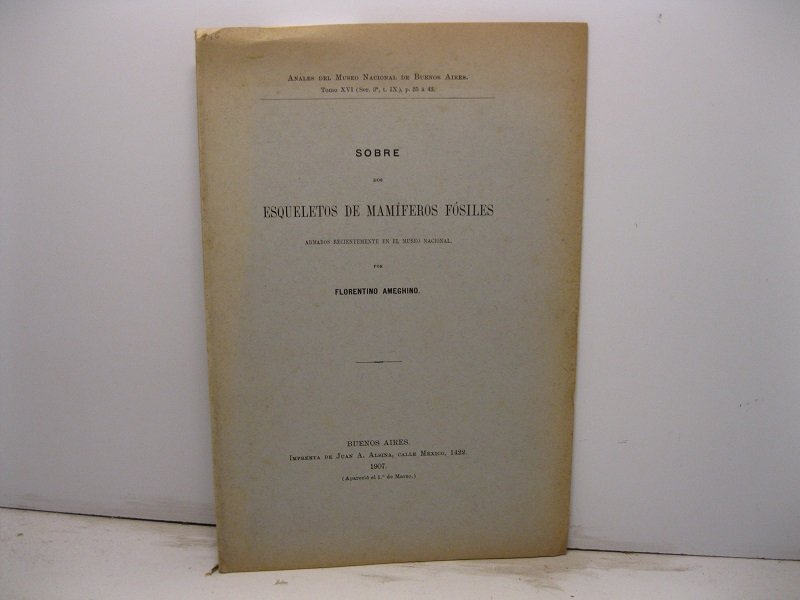 ANALES DEL MUSEO NACIONAL DE BUENOS AIRES.
Tomo XVI (Ser. 3ª, t. IX), p. 35 á 43.
SOBRE
DOS
ESQUELETOS DE MAMÍFEROS FÓSILES
ARMADOS RECIENTEMENTE EN EL MUSEO NACIONAL.
POR
FLORENTINO AMEGHINO.
BUENOS AIRES.
IMPRENTA DE JUAN A. ALSINA, CALLE MÉXICO, 1422.
1907.
(Apareció el 1.º de Marzo.)